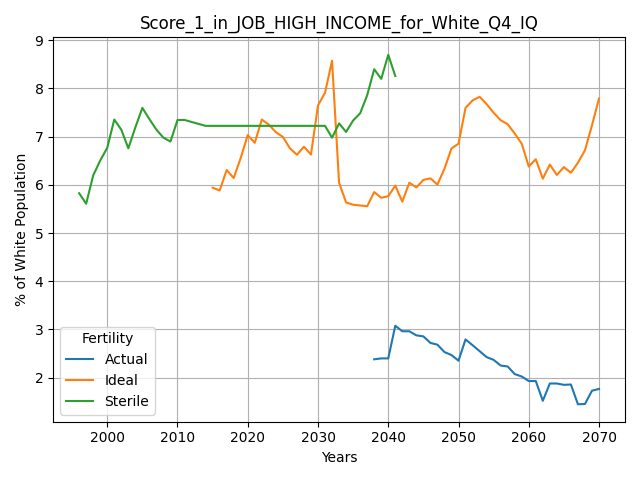 Score_1_in_JOB_HIGH_INCOME_for_White_Q4_IQ
% of White Population
9
8
7
6
5
4
3
2
Fertility
Actual
Ideal
Sterile
2000 2010 2020 2030 2040 2050 2060 2070
Years